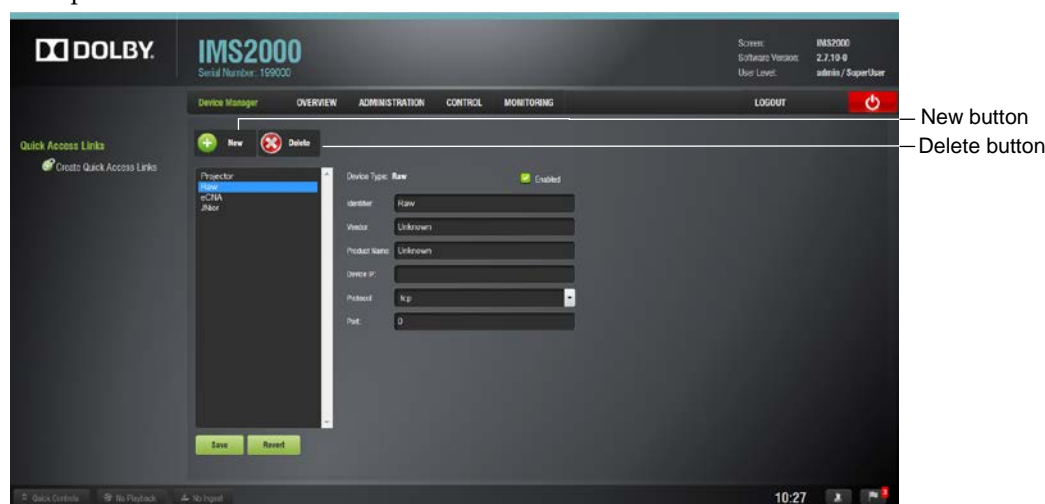 DOLBY.
IMS2000
Serial Number: 199000
Screen: IMS2000
Software Version: 2.7.10-0
User Level: admin / SuperUser
Device Manager OVERVIEW ADMINISTRATION CONTROL MONITORING LOGOUT
New button
Delete button
Quick Access Links
Create Quick Access Links
New Delete
Projector
Raw
eCNA
JNior
Device Type: Raw Enabled
Identifier: Raw
Vendor Unknown
Product Name: Unknown
Device IP:
Protocol tcp
Port: 0
Save Revert
Quick Controls No Playback No Ingest 10:27 3